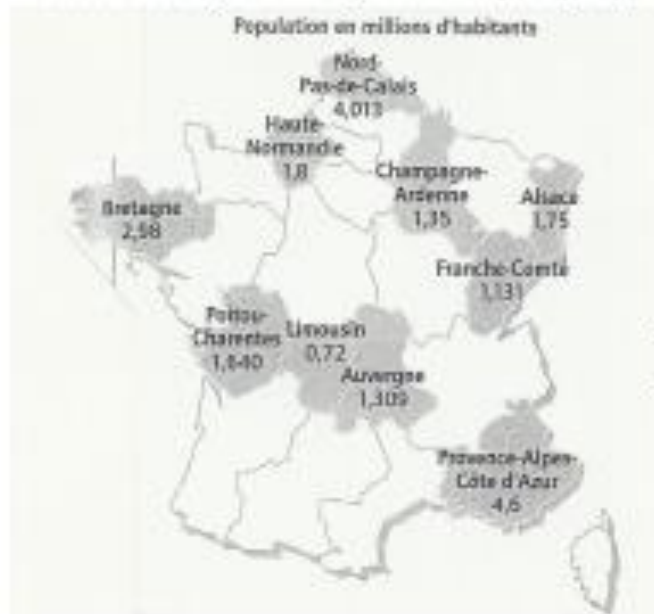 Population en millions d'habitants
Nord-
Pas-de-Calais
4,013
Haute-
Normandie
1,8
Champagne-
Ardenne
1,35
Alsace
1,75
Bretagne
2,98
Franche-Comté
1,131
Poitou-
Charentes
1,640
Limousin
0,72
Auvergne
1,309
Provence-Alpes-
Côte d'Azur
4,6